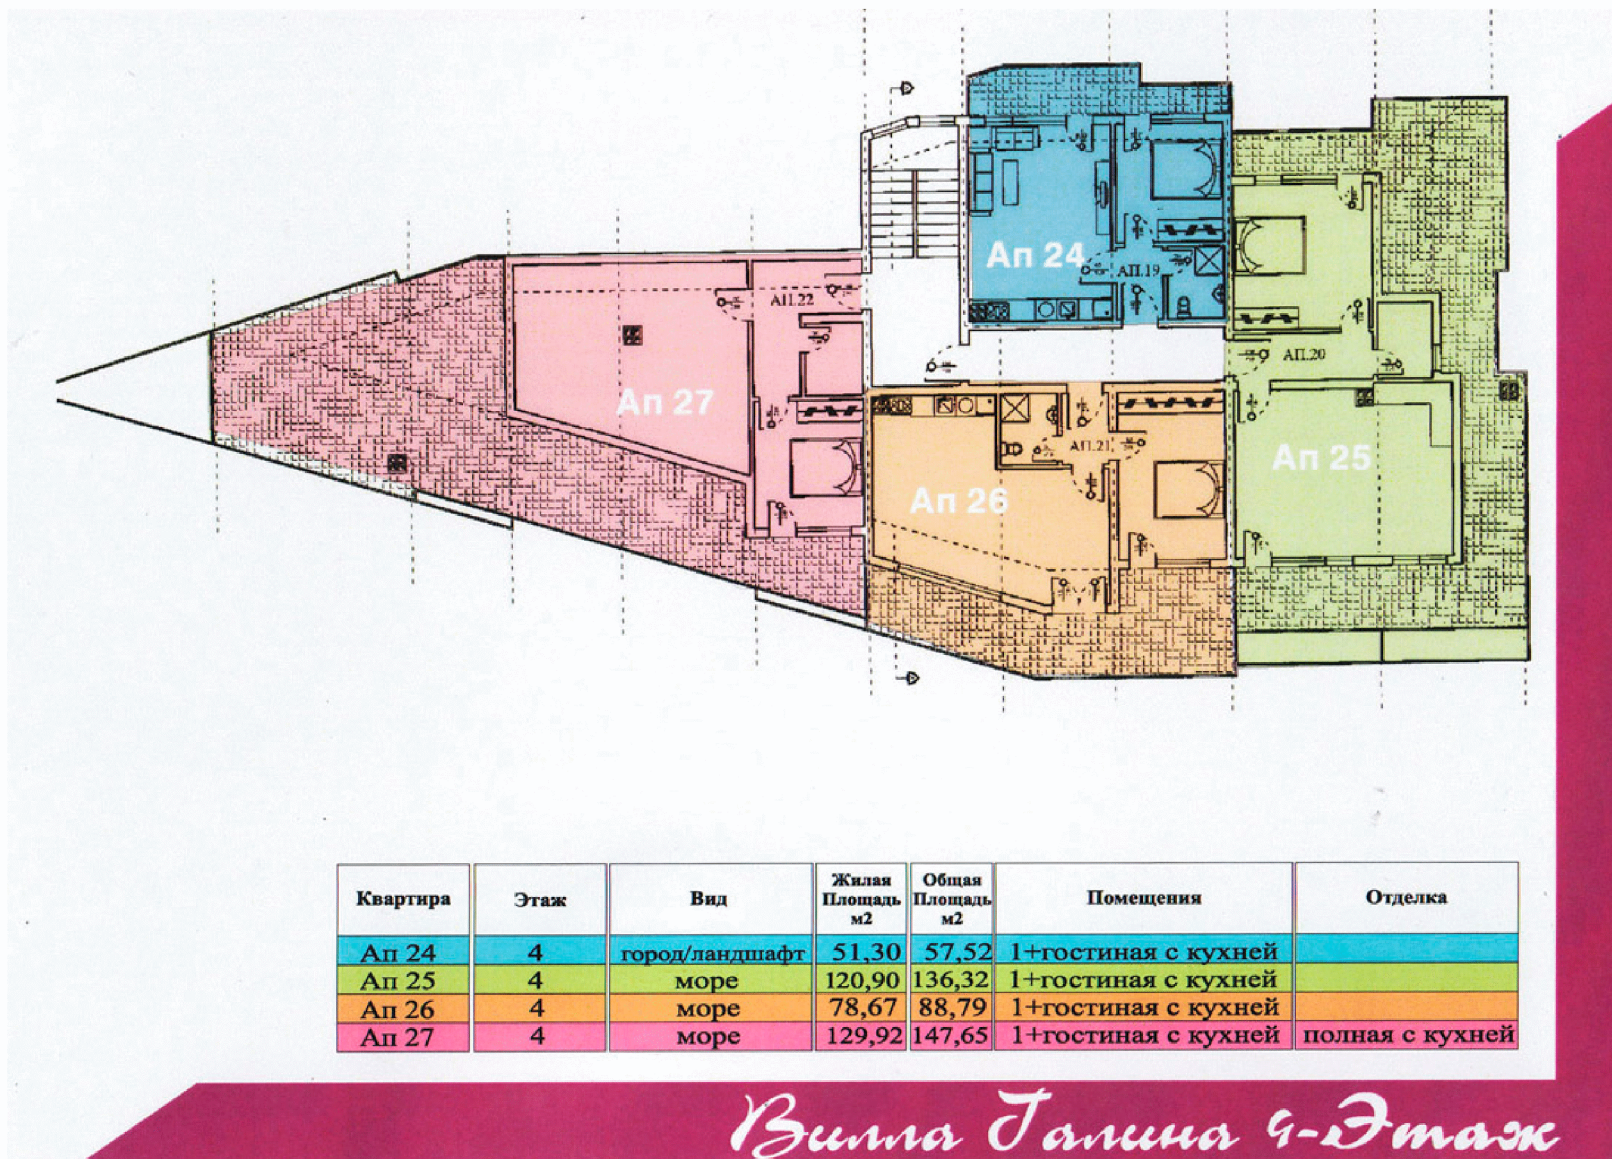 Ап 24
АП.19
АП.22
АП.20
Ап 27
АП.21
Ап 25
Ап 26
Квартира Этаж Вид Жилая Площадь м2 Общая Площадь м2 Помещения Отделка
Ап 24 4 город/ландшафт 51,30 57,52 1+гостиная с кухней
Ап 25 4 море 120,90 136,32 1+гостиная с кухней
Ап 26 4 море 78,67 88,79 1+гостиная с кухней
Ап 27 4 море 129,92 147,65 1+гостиная с кухней полная с кухней
Вилла Галина 4-Этаж